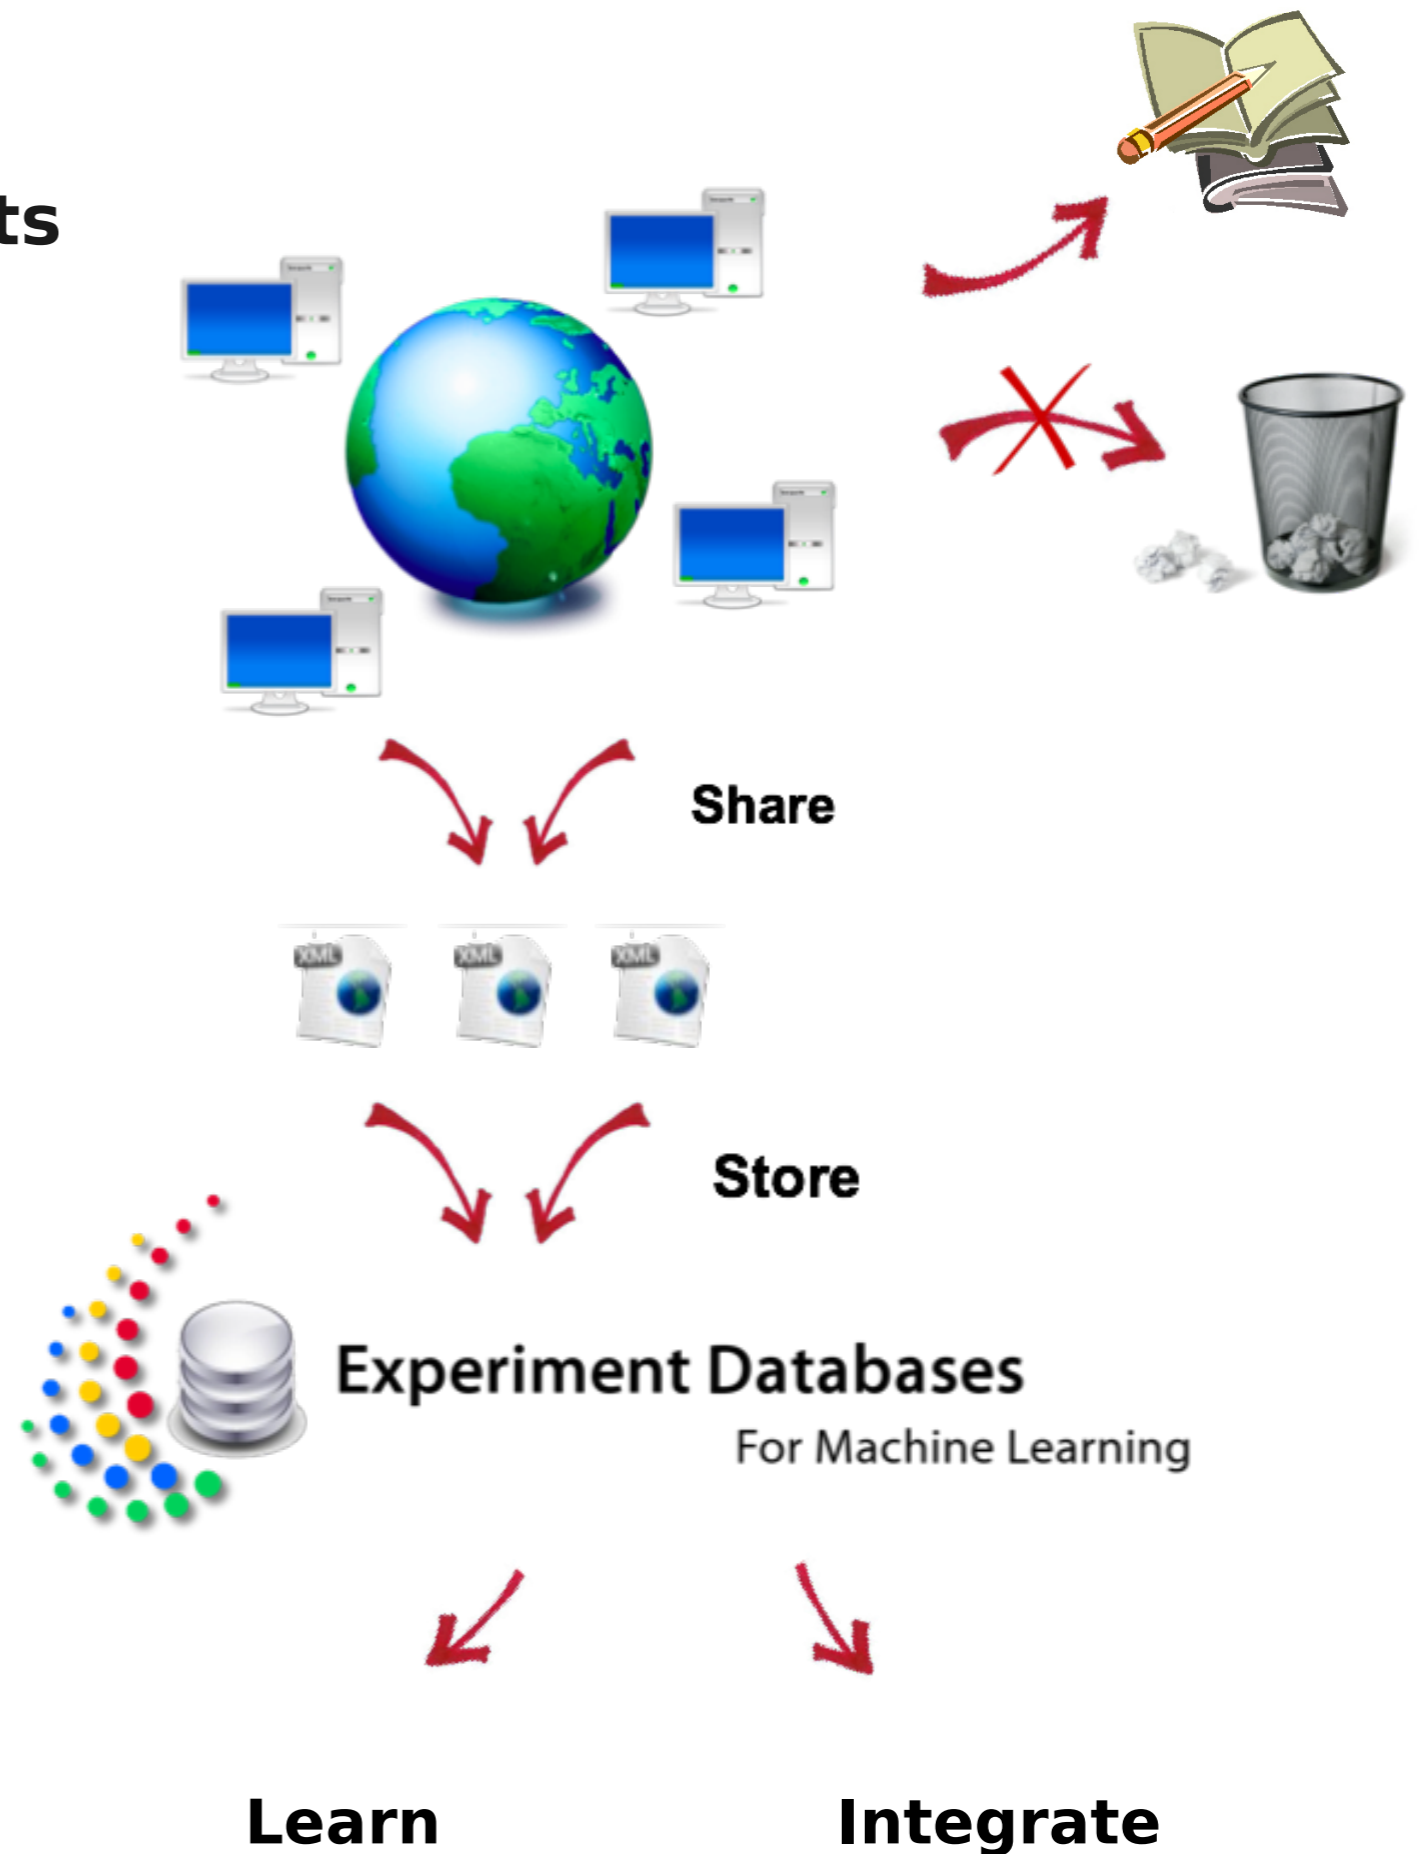 ts
Share
XML XML XML
Store
Experiment Databases
For Machine Learning
Learn Integrate